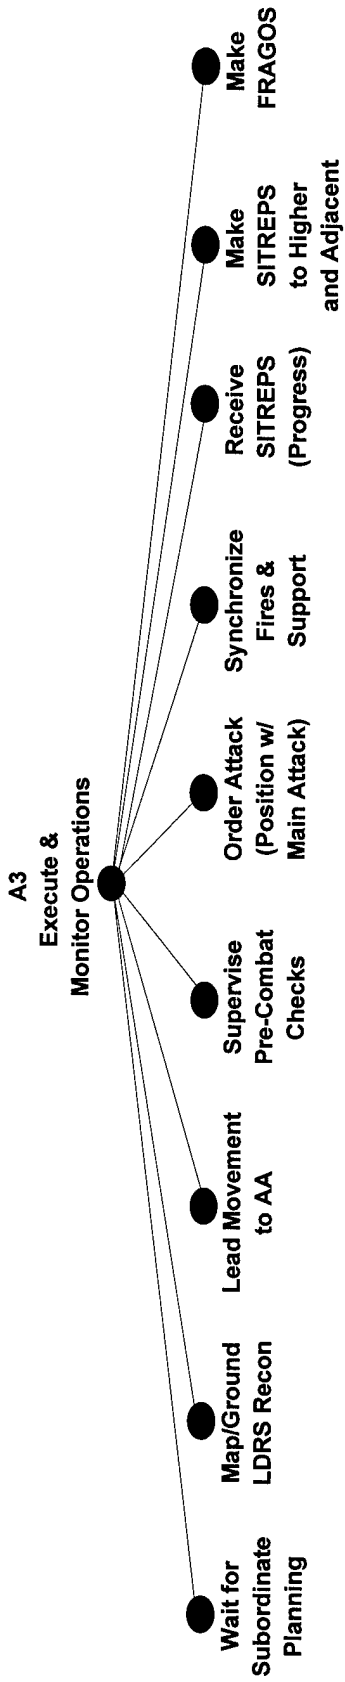 A3
Execute &
Monitor Operations
Wait for
Subordinate
Planning
Map/Ground
LDRS Recon
Lead Movement
to AA
Supervise
Pre-Combat
Checks
Order Attack
(Position w/
Main Attack)
Synchronize
Fires &
Support
Receive
SITREPS
(Progress)
Make
SITREPS
to Higher
and Adjacent
Make
FRAGOS